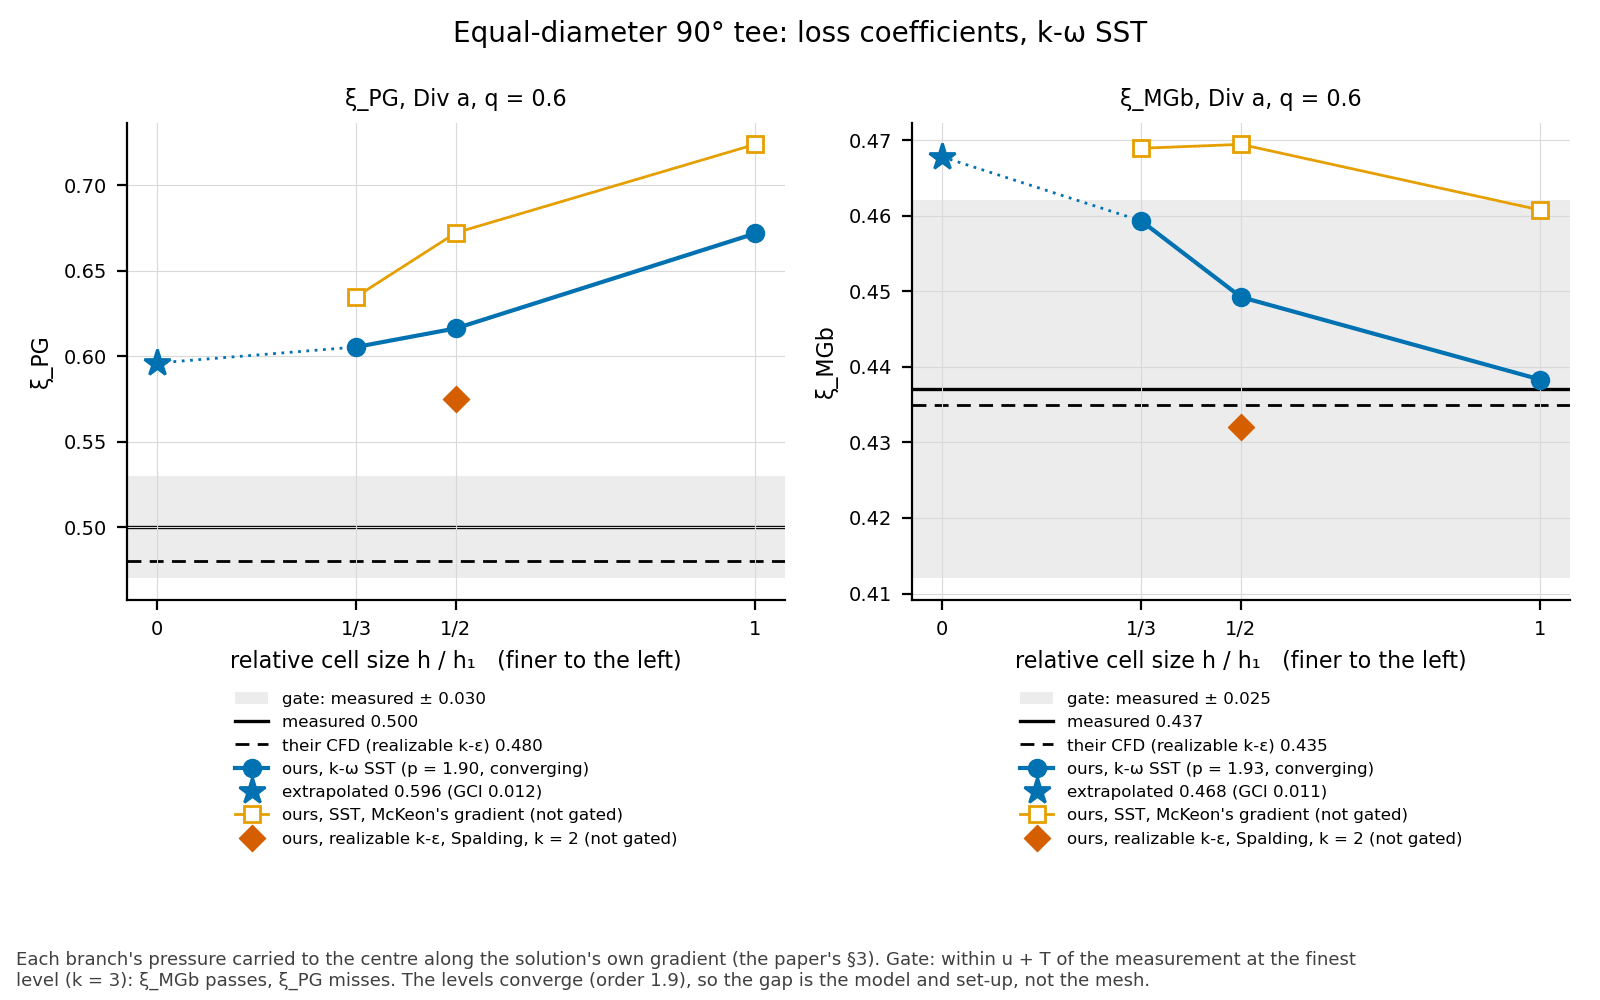 Equal-diameter 90° tee: loss coefficients, k-ω SST
ξ_PG, Div a, q = 0.6
ξ_PG
0.70
0.65
0.60
0.55
0.50
0
1/3
1/2
1
relative cell size h / h₁   (finer to the left)
gate: measured ± 0.030
measured 0.500
their CFD (realizable k-ε) 0.480
ours, k-ω SST (p = 1.90, converging)
extrapolated 0.596 (GCI 0.012)
ours, SST, McKeon's gradient (not gated)
ours, realizable k-ε, Spalding, k = 2 (not gated)
ξ_MGb, Div a, q = 0.6
ξ_MGb
0.47
0.46
0.45
0.44
0.43
0.42
0.41
0
1/3
1/2
1
relative cell size h / h₁   (finer to the left)
gate: measured ± 0.025
measured 0.437
their CFD (realizable k-ε) 0.435
ours, k-ω SST (p = 1.93, converging)
extrapolated 0.468 (GCI 0.011)
ours, SST, McKeon's gradient (not gated)
ours, realizable k-ε, Spalding, k = 2 (not gated)
Each branch's pressure carried to the centre along the solution's own gradient (the paper's §3). Gate: within u + T of the measurement at the finest
level (k = 3): ξ_MGb passes, ξ_PG misses. The levels converge (order 1.9), so the gap is the model and set-up, not the mesh.